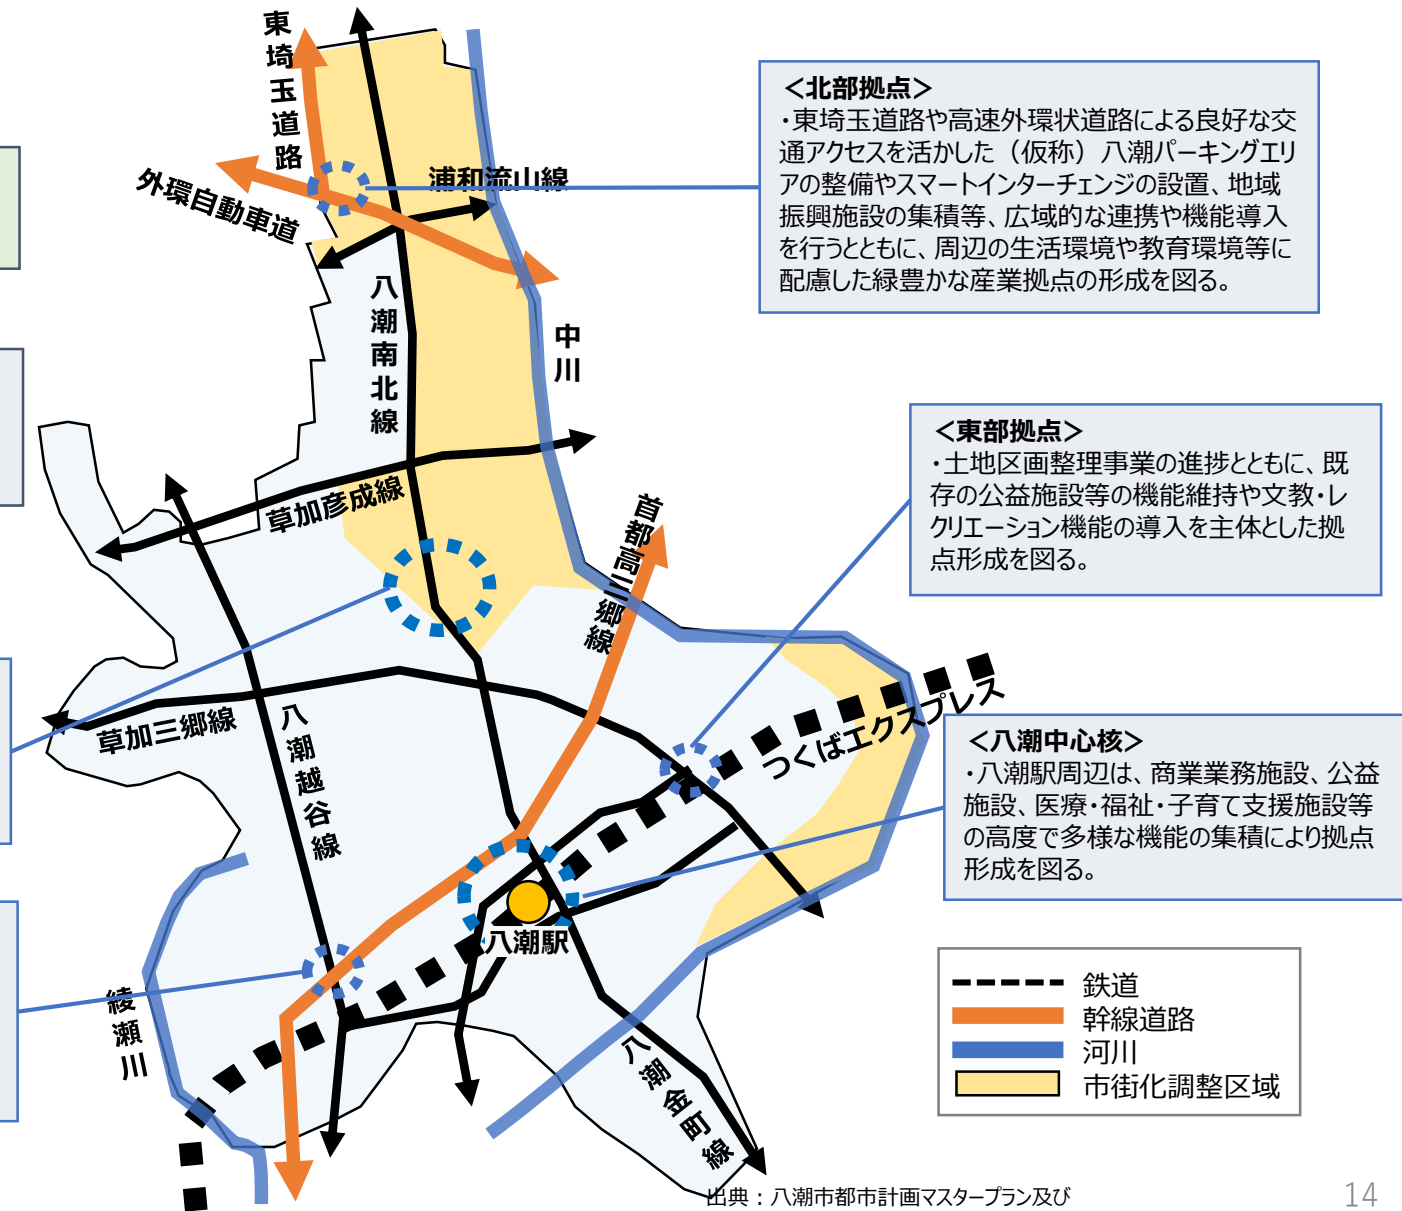 東埼玉道路
外環自動車道
浦和流山線
八潮南北線
中川
草加彦成線
首都高三郷線
草加三郷線
八潮越谷線
つくばエクスプレス
八潮駅
綾瀬川
八潮金町線
＜北部拠点＞
・東埼玉道路や高速外環状道路による良好な交
通アクセスを活かした（仮称）八潮パーキングエリ
アの整備やスマートインターチェンジの設置、地域
振興施設の集積等、広域的な連携や機能導入
を行うとともに、周辺の生活環境や教育環境等に
配慮した緑豊かな産業拠点の形成を図る。
＜東部拠点＞
・土地区画整理事業の進捗とともに、既
存の公益施設等の機能維持や文教・レ
クリエーション機能の導入を主体とした拠
点形成を図る。
＜八潮中心核＞
・八潮駅周辺は、商業業務施設、公益
施設、医療・福祉・子育て支援施設等
の高度で多様な機能の集積により拠点
形成を図る。
鉄道
幹線道路
河川
市街化調整区域
出典：八潮市都市計画マスタープラン及び
14